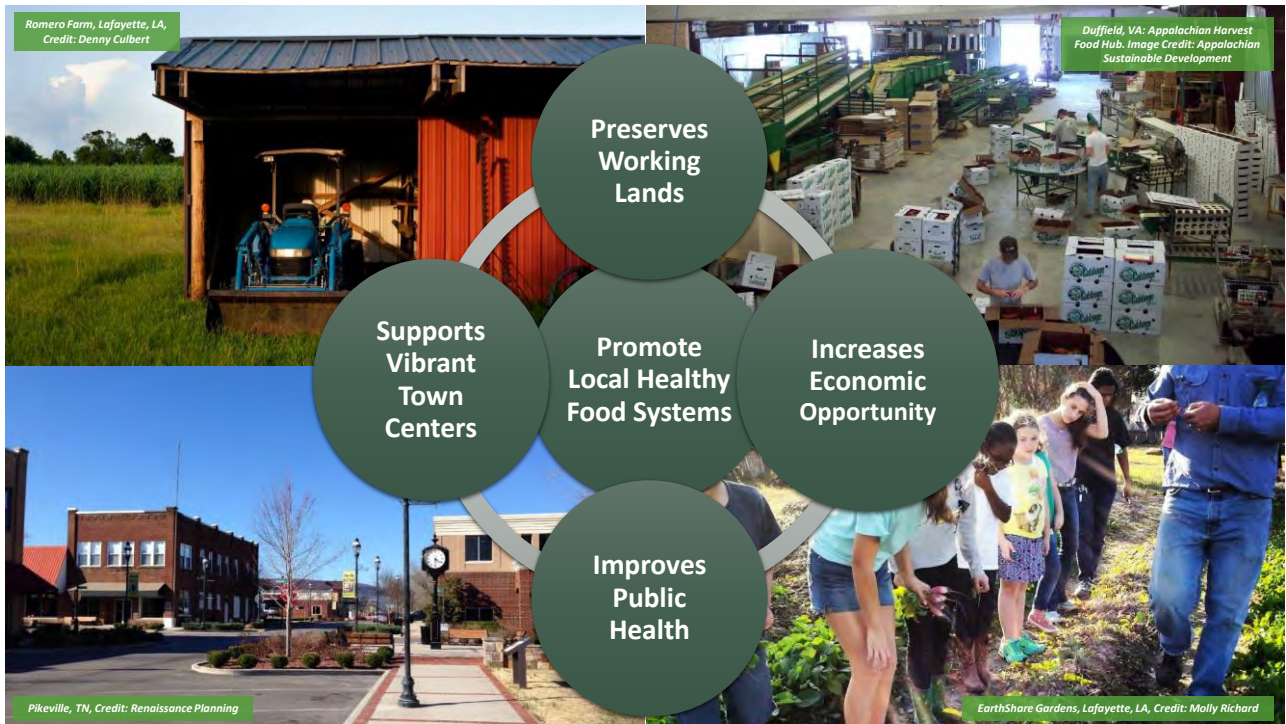 Romero Farm, Lafayette, LA,
Credit: Denny Culbert
Duffield, VA: Appalachian Harvest
Food Hub. Image Credit: Appalachian
Sustainable Development
Preserves
Working
Lands
Supports
Vibrant
Town
Centers
Promote
Local Healthy
Food Systems
Increases
Economic
Opportunity
Improves
Public
Health
Cabbage
Cabbage
Pikeville, TN, Credit: Renaissance Planning
EarthShare Gardens, Lafayette, LA, Credit: Molly Richard